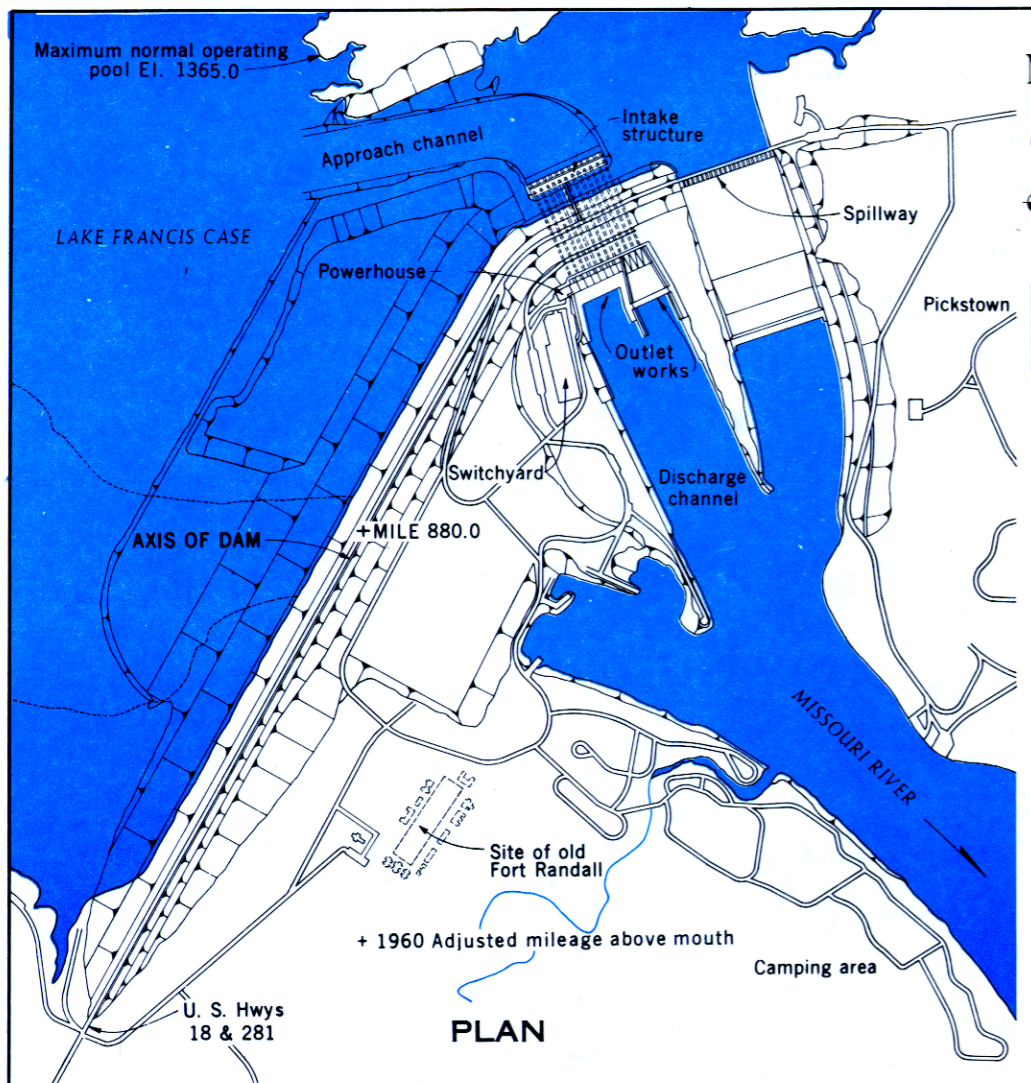 Maximum normal operating
pool El. 1365.0
Approach channel
Intake
structure
LAKE FRANCIS CASE
Spillway
Powerhouse
Pickstown
Outlet
works
Switchyard
Discharge
channel
AXIS OF DAM
+MILE 880.0
MISSOURI RIVER
Site of old
Fort Randall
+ 1960 Adjusted mileage above mouth
Camping area
U. S. Hwys
18 & 281
PLAN